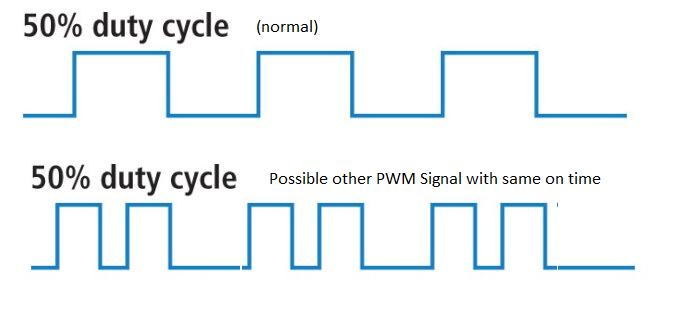 50% duty cycle (normal)
50% duty cycle Possible other PWM Signal with same on time